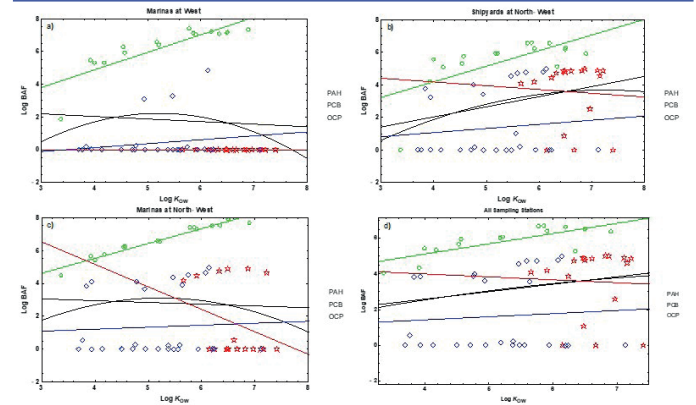 Marinas at West
a)
Log BAF
8
6
4
2
0
- 2
3 4 5 6 7 8
Log KOW
PAH
PCB
OCP
Shipyards at North- West
b)
Log BAF
8
6
4
2
0
- 2
3 4 5 6 7 8
Log KOW
PAH
PCB
OCP
Marinas at North- West
c)
Log BAF
8
6
4
2
0
- 2
3 4 5 6 7 8
Log KOW
PAH
PCB
OCP
All Sampling Stations
d)
Log BAF
6
4
2
0
- 2
4 5 6 7
Log KOW
PAH
PCB
OCP